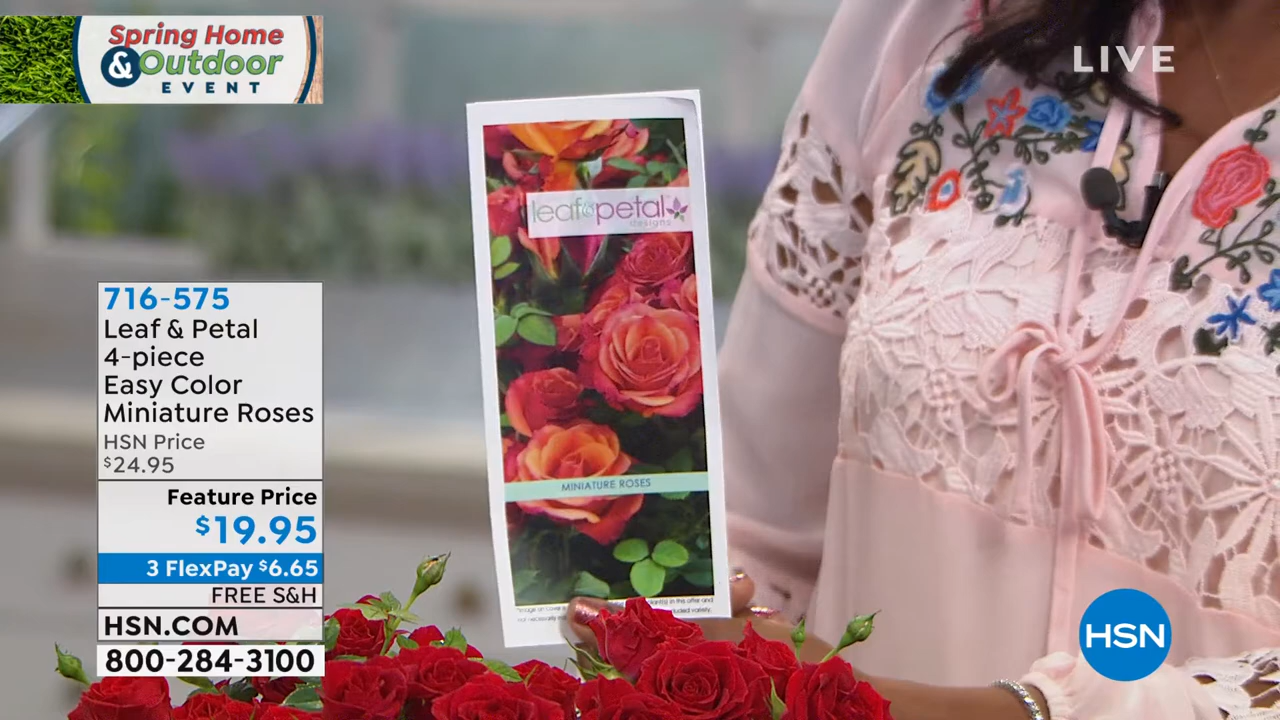 Spring Home
& Outdoor
EVENT
LIVE
leaf & petal
designs
MINIATURE ROSES
716-575
Leaf & Petal
4-piece
Easy Color
Miniature Roses
HSN Price
$24.95
Feature Price
$19.95
3 FlexPay $6.65
FREE S&H
HSN.COM
800-284-3100
HSN